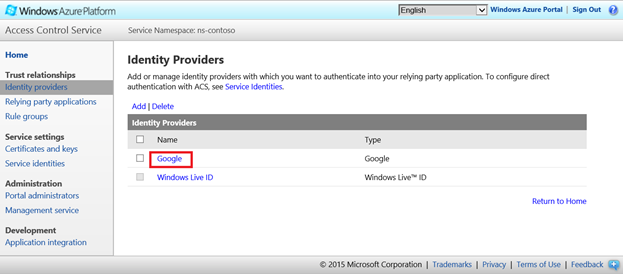 Windows Azure Platform
English
Windows Azure Portal | Sign Out
Access Control Service
Service Namespace: ns-contoso
Home
Trust relationships
Identity providers
Relying party applications
Rule groups
Service settings
Certificates and keys
Service identities
Administration
Portal administrators
Management service
Development
Application integration
Identity Providers
Add or manage identity providers with which you want to authenticate into your relying party application. To configure direct
authentication with ACS, see Service Identities.
Add | Delete
Identity Providers
Name Type
Google Google
Windows Live ID Windows Live™ ID
Return to Home
© 2015 Microsoft Corporation | Trademarks | Privacy | Terms of Use | Feedback